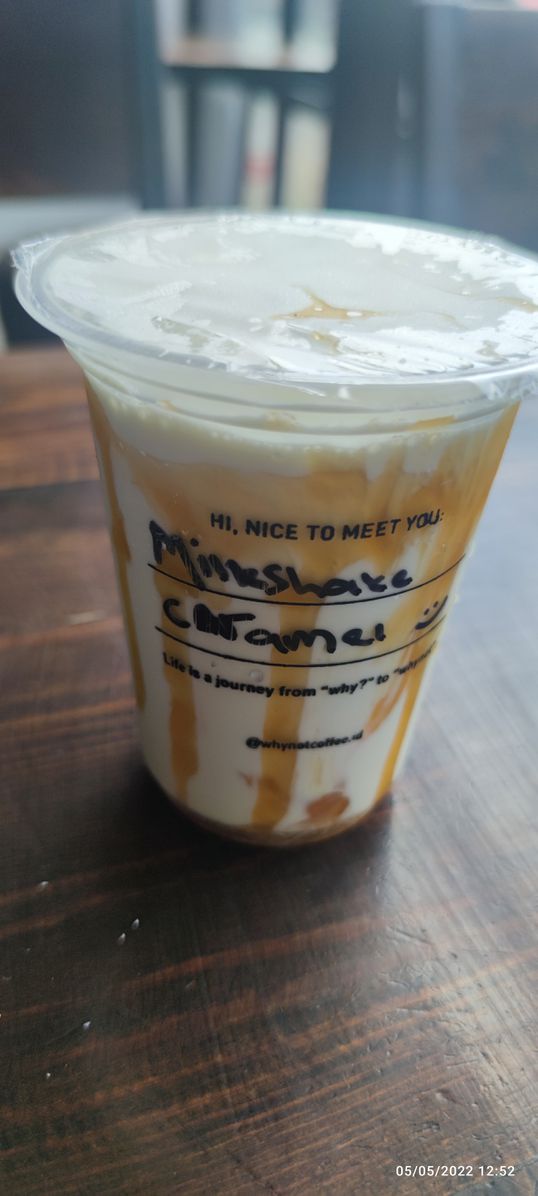 HI, NICE TO MEET YOU:
Milkshake
Caramel
Life is a journey from "why?" to "whynot
@whynotcoffee.id
05/05/2022 12:52